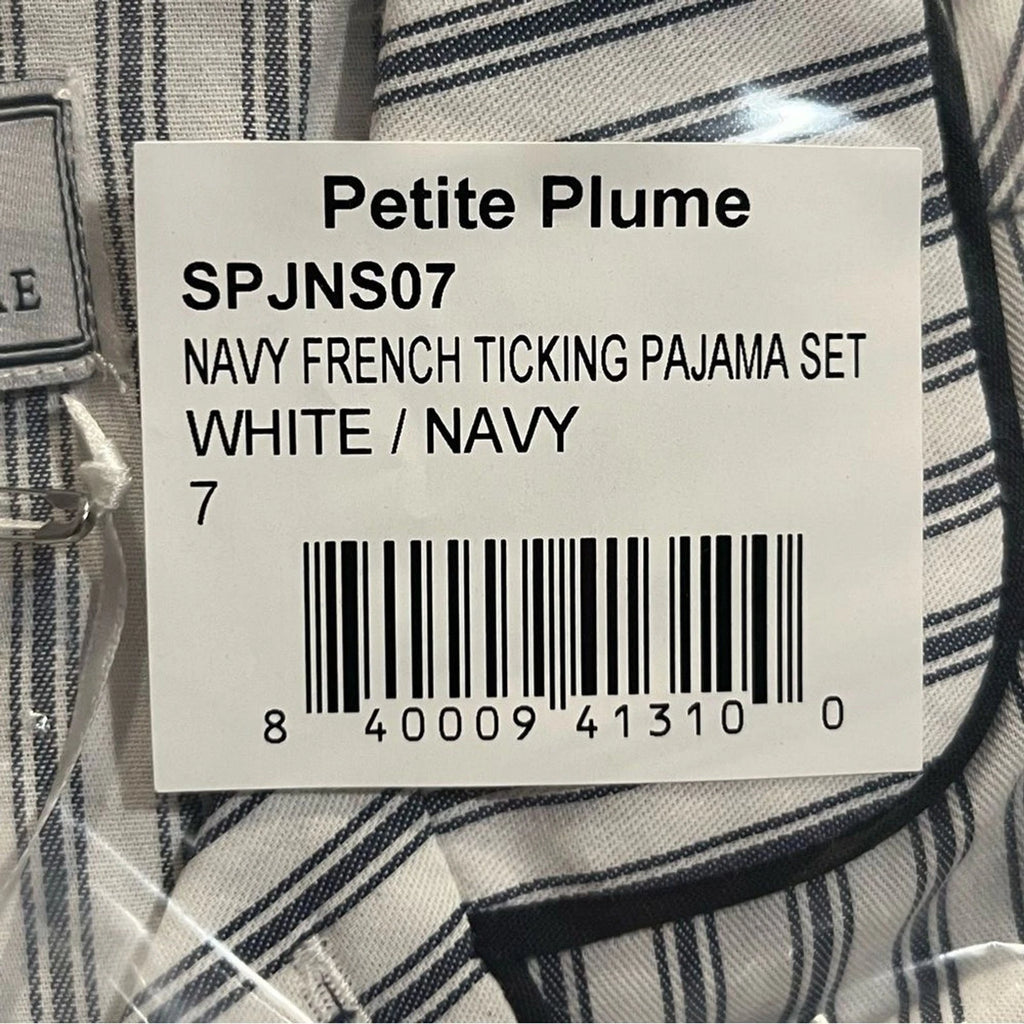 Petite Plume
SPJNS07
NAVY FRENCH TICKING PAJAMA SET
WHITE / NAVY
7
8 40009 41310 0